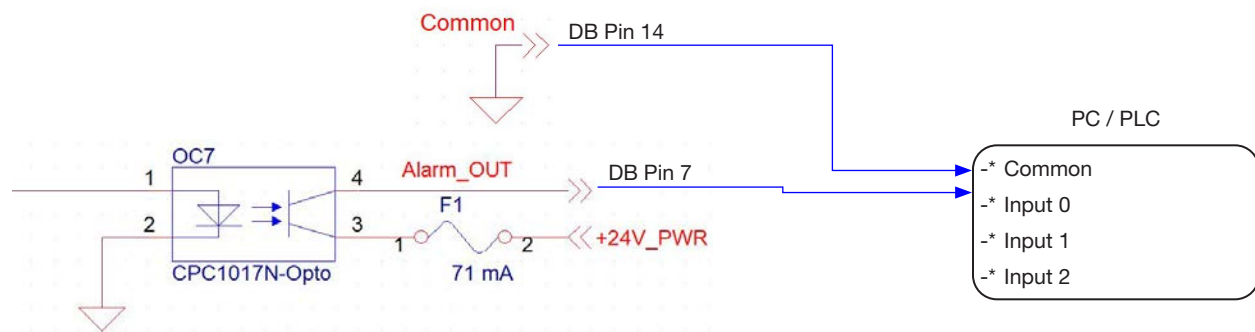 Common
DB Pin 14
PC / PLC
OC7
1
4
Alarm_OUT
DB Pin 7
-* Common
-* Input 0
F1
2
3
1
2
+24V_PWR
-* Input 1
CPC1017N-Opto
71 mA
-* Input 2